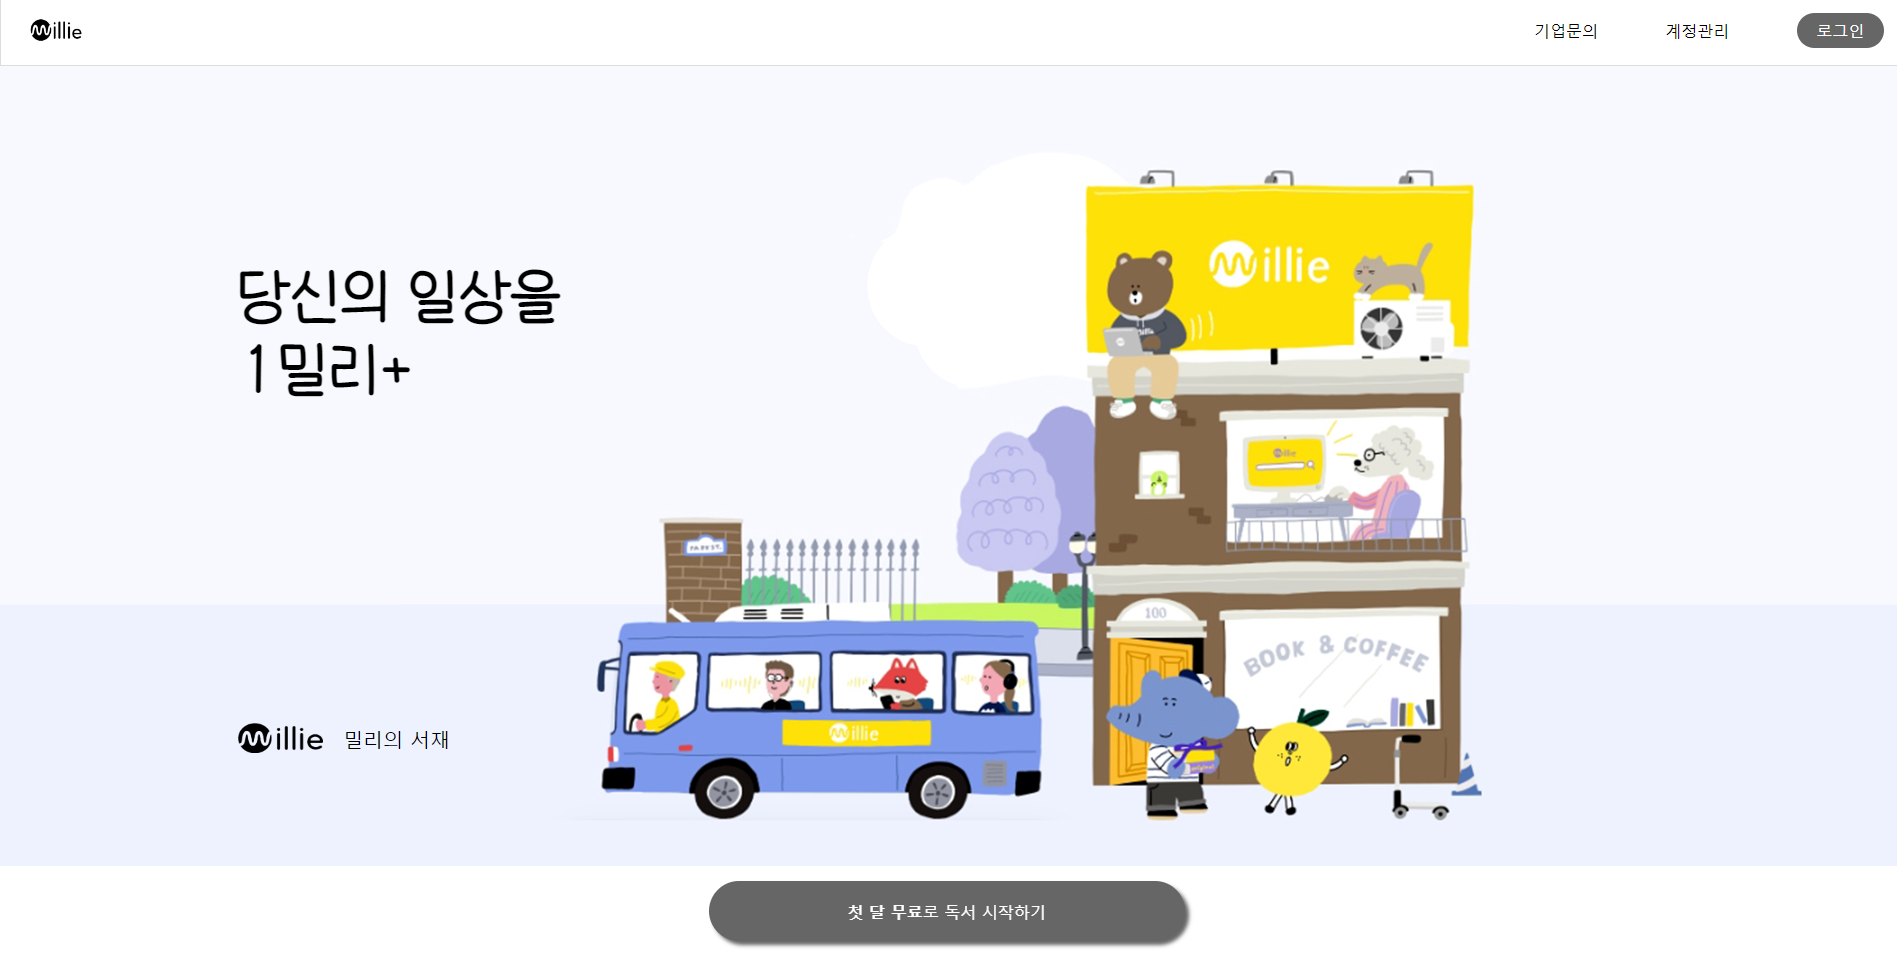 millie
기업문의
계정관리
로그인
당신의 일상을
1밀리+
millie
millie
100
BOOK & COFFEE
millie
millie 밀리의 서재
첫 달 무료로 독서 시작하기